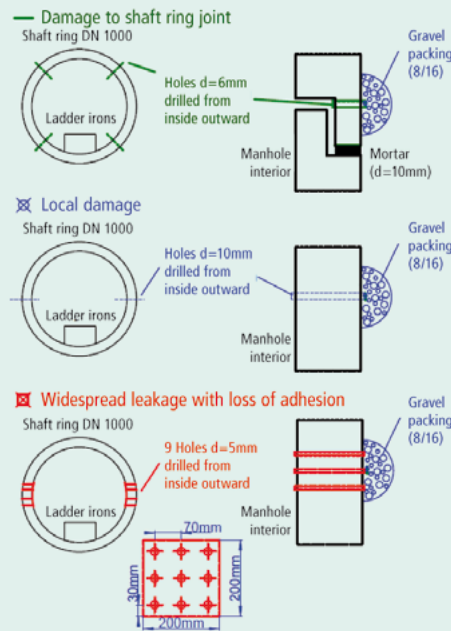 Damage to shaft ring joint
Shaft ring DN 1000
Ladder irons
Holes d=6mm
drilled from
inside outward
Gravel
packing
(8/16)
Manhole
interior
Mortar
(d=10mm)
Local damage
Shaft ring DN 1000
Ladder irons
Holes d=10mm
drilled from
inside outward
Gravel
packing
(8/16)
Manhole
interior
Widespread leakage with loss of adhesion
Shaft ring DN 1000
Ladder irons
9 Holes d=5mm
drilled from
inside outward
Gravel
packing
(8/16)
Manhole
interior
70mm
30mm
200mm
200mm